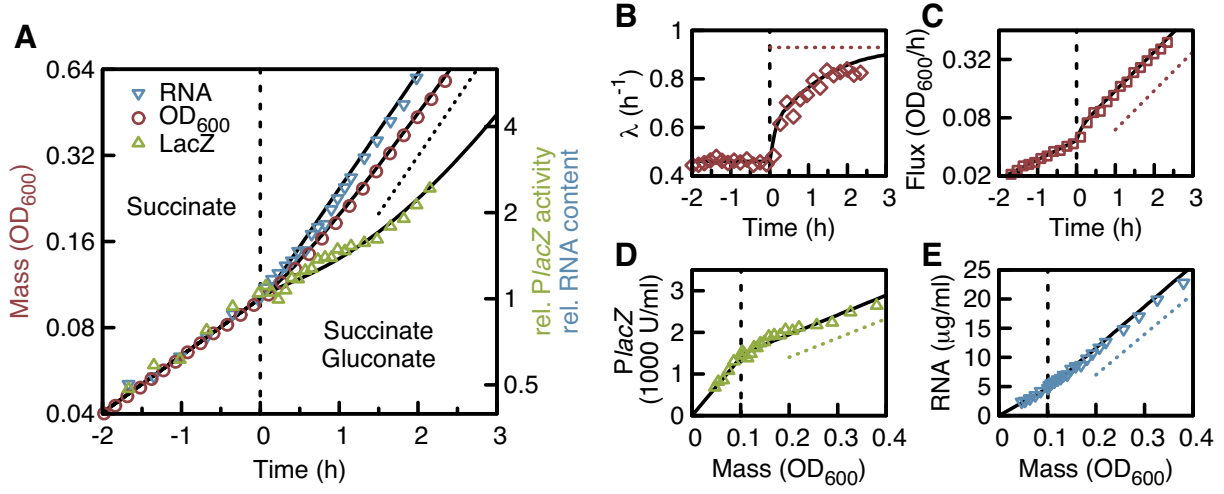 A
0.64
0.32
0.16
0.08
0.04
Mass (OD600)
RNA
OD600
LacZ
Succinate
Succinate
Gluconate
4
2
1
0.5
rel. PlacZ activity
rel. RNA content
-2
-1
0
1
2
3
Time (h)
B
1
0.8
0.6
0.4
λ (h-1)
-2
-1
0
1
2
3
Time (h)
C
0.32
0.08
0.02
Flux (OD600/h)
-1
0
1
2
3
Time (h)
D
3
2
1
0
PlacZ
(1000 U/ml)
0
0.1
0.2
0.3
0.4
Mass (OD600)
E
25
20
15
10
5
0
RNA (μg/ml)
0
0.1
0.2
0.3
0.4
Mass (OD600)